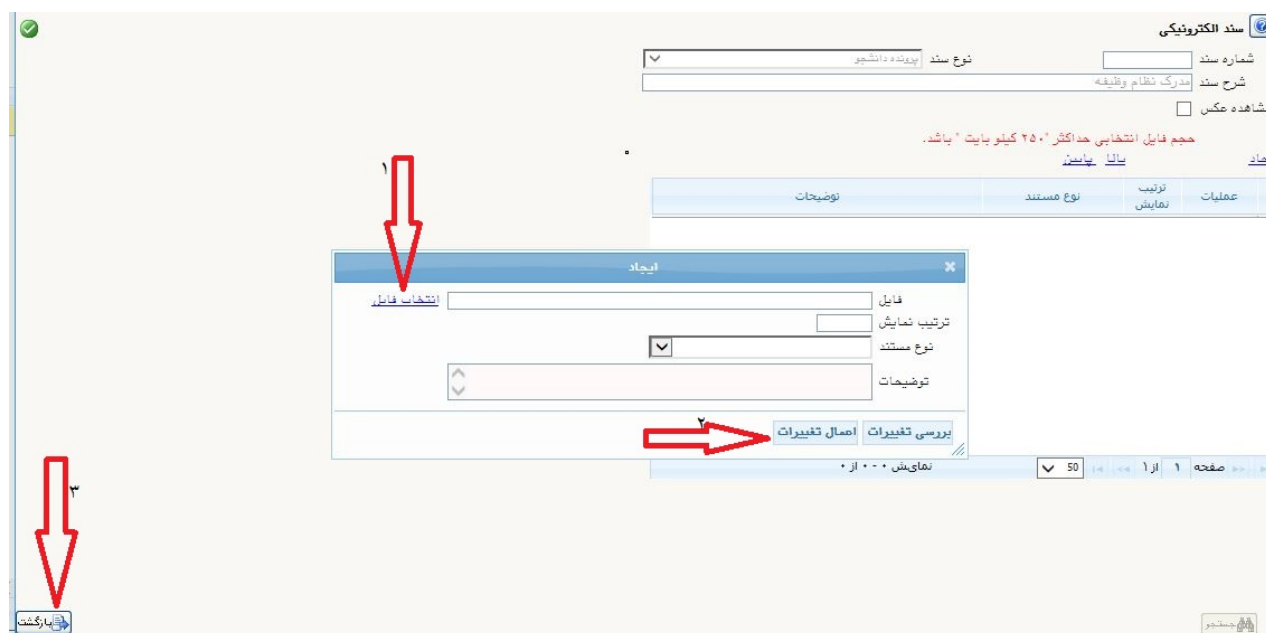 سند الکترونیکی
شماره سند
نوع سند
پرونده دانشجو
شرح سند
مدرک نظام وظیفه
شاهده عکس
حجم فایل انتخابی حداکثر "۲۵۰ کیلو بایت " باشد.
بالا پایین
عملیات
ترتیب نمایش
نوع مستند
توضیحات
۱
ایجاد
فایل
انتخاب فایل
ترتیب نمایش
نوع مستند
توضیحات
۲
بررسی تغییرات
اعمال تغییرات
صفحه ۱ از ۱
50
نمایش ۰ - ۰ از ۰
۳
جستجو
بازگشت